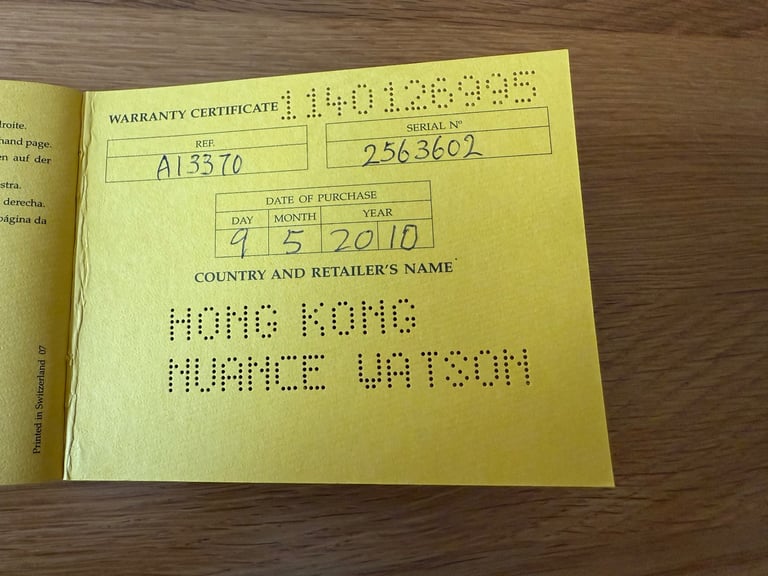 droite.
hand page.
en auf der
stra.
derecha.
página da
Printed in Switzerland 07
WARRANTY CERTIFICATE 1140126995
REF. SERIAL Nº
A13370 2563602
DATE OF PURCHASE
DAY MONTH YEAR
9 5 2010
COUNTRY AND RETAILER'S NAME
HONG KONG
NUANCE WATSON